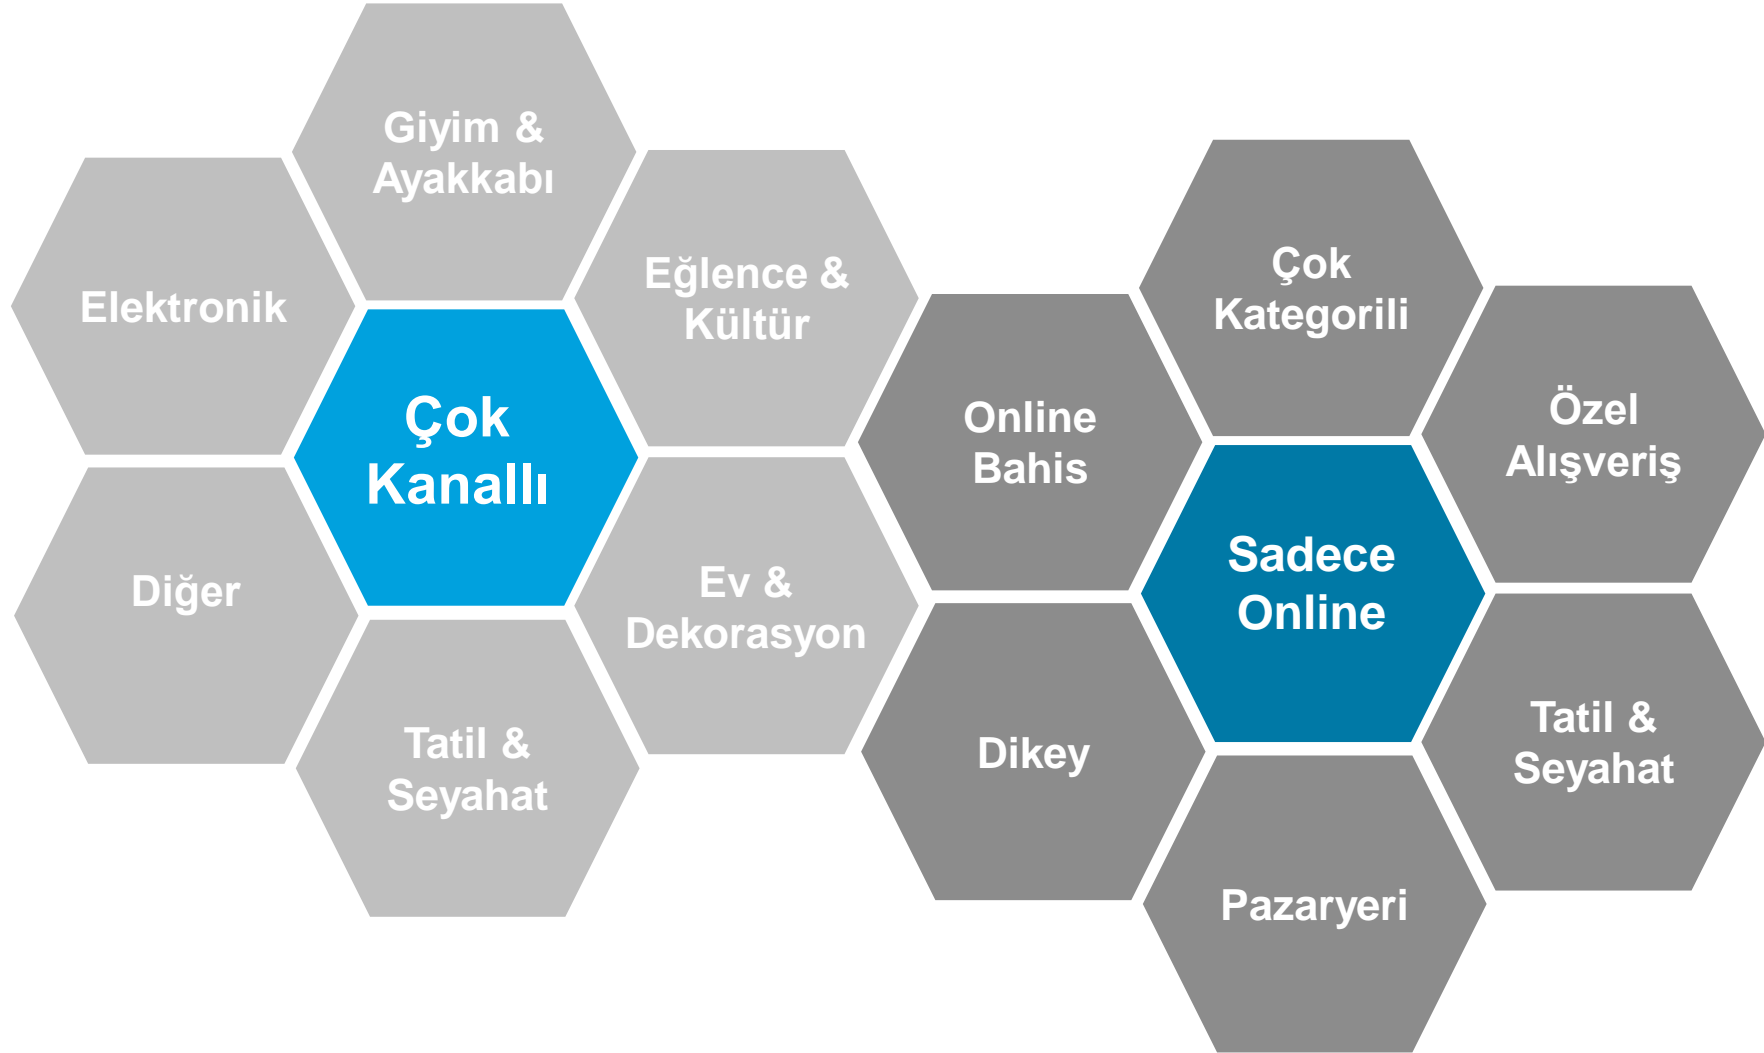 Giyim &
Ayakkabı
Elektronik
Eğlence &
Kültür
Çok
Kanallı
Diğer
Ev &
Dekorasyon
Tatil &
Seyahat
Çok
Kategorili
Online
Bahis
Özel
Alışveriş
Sadece
Online
Dikey
Tatil &
Seyahat
Pazaryeri